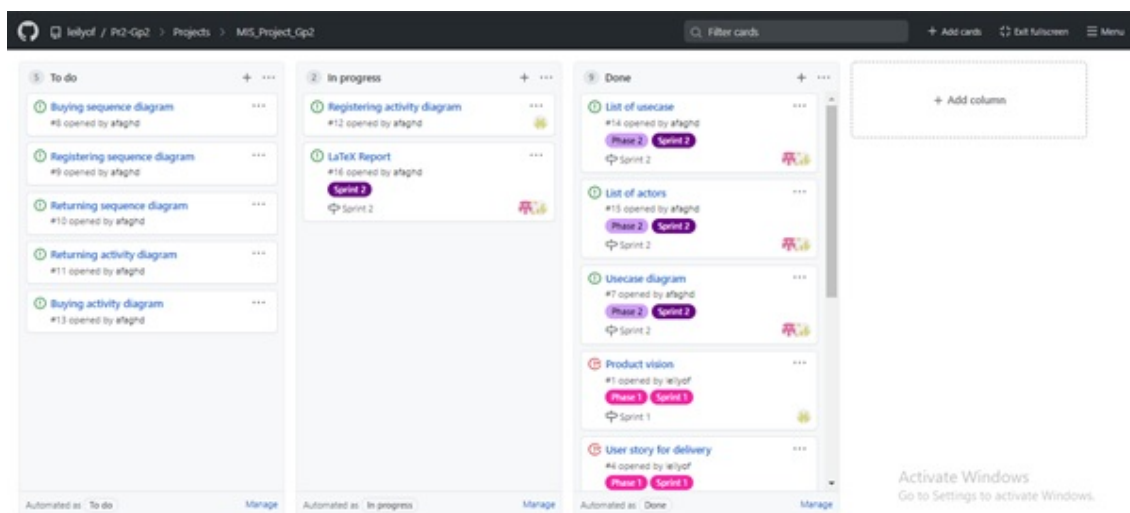 leilyof / Prj2-Gp2 > Projects > MIS_Project_Gp2
Filter cards
+ Add cards
Exit fullscreen
Menu
5 To do
Buying sequence diagram
#8 opened by afaghd
Registering sequence diagram
#9 opened by afaghd
Returning sequence diagram
#10 opened by afaghd
Returning activity diagram
#11 opened by afaghd
Buying activity diagram
#13 opened by afaghd
Automated as To do
Manage
2 In progress
Registering activity diagram
#12 opened by afaghd
LaTeX Report
#16 opened by afaghd
Sprint 2
Sprint 2
Automated as In progress
Manage
9 Done
List of usecase
#14 opened by afaghd
Phase 2 Sprint 2
Sprint 2
List of actors
#15 opened by afaghd
Phase 2 Sprint 2
Sprint 2
Usecase diagram
#7 opened by afaghd
Phase 2 Sprint 2
Sprint 2
Product vision
#1 opened by leilyof
Phase 1 Sprint 1
Sprint 1
User story for delivery
#4 opened by leilyof
Phase 1 Sprint 1
Automated as Done
Manage
+ Add column
Activate Windows
Go to Settings to activate Windows.